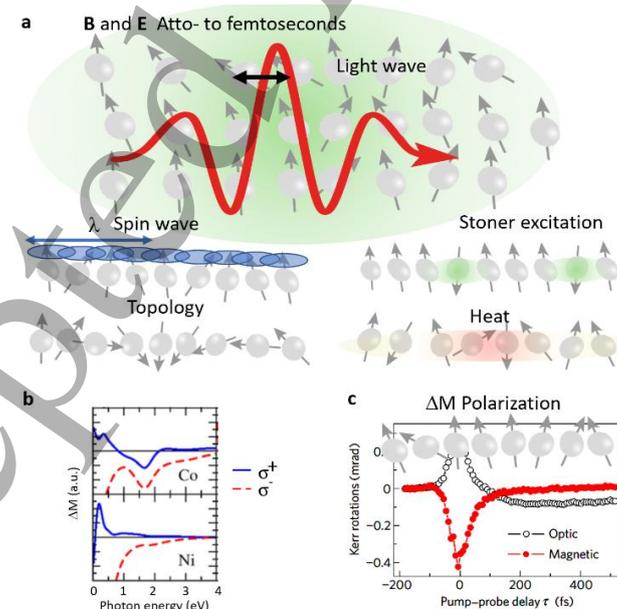 a
B and E Atto- to femtoseconds
Light wave
λ Spin wave
Stoner excitation
Topology
Heat
b
Co
Ni
σ+
σ-
ΔM (a.u.)
0 1 2 3 4
Photon energy (eV)
c
ΔM Polarization
Kerr rotations (mrad)
0
−0.2
−0.4
Optic
Magnetic
−200 0 200 400
Pump−probe delay τ (fs)